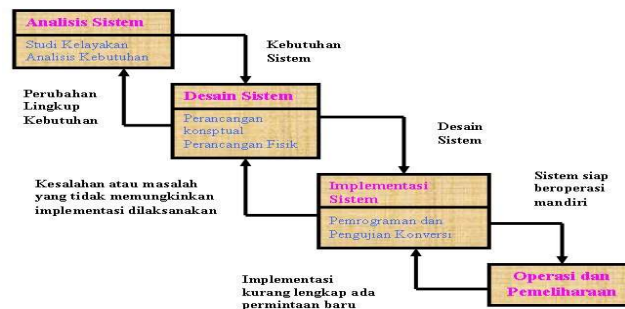 Analisis Sistem
Studi Kelayakan
Analisis Kebutuhan
Kebutuhan
Sistem
Perubahan
Lingkup
Kebutuhan
Desain Sistem
Perancangan
konsptual
Perancangan Fisik
Desain
Sistem
Kesalahan atau masalah
yang tidak memungkinkan
implementasi dilaksanakan
Implementasi
Sistem
Pemrograman dan
Pengujian Konversi
Sistem siap
beroperasi
mandiri
Implementasi
kurang lengkap ada
permintaan baru
Operasi dan
Pemeliharaan